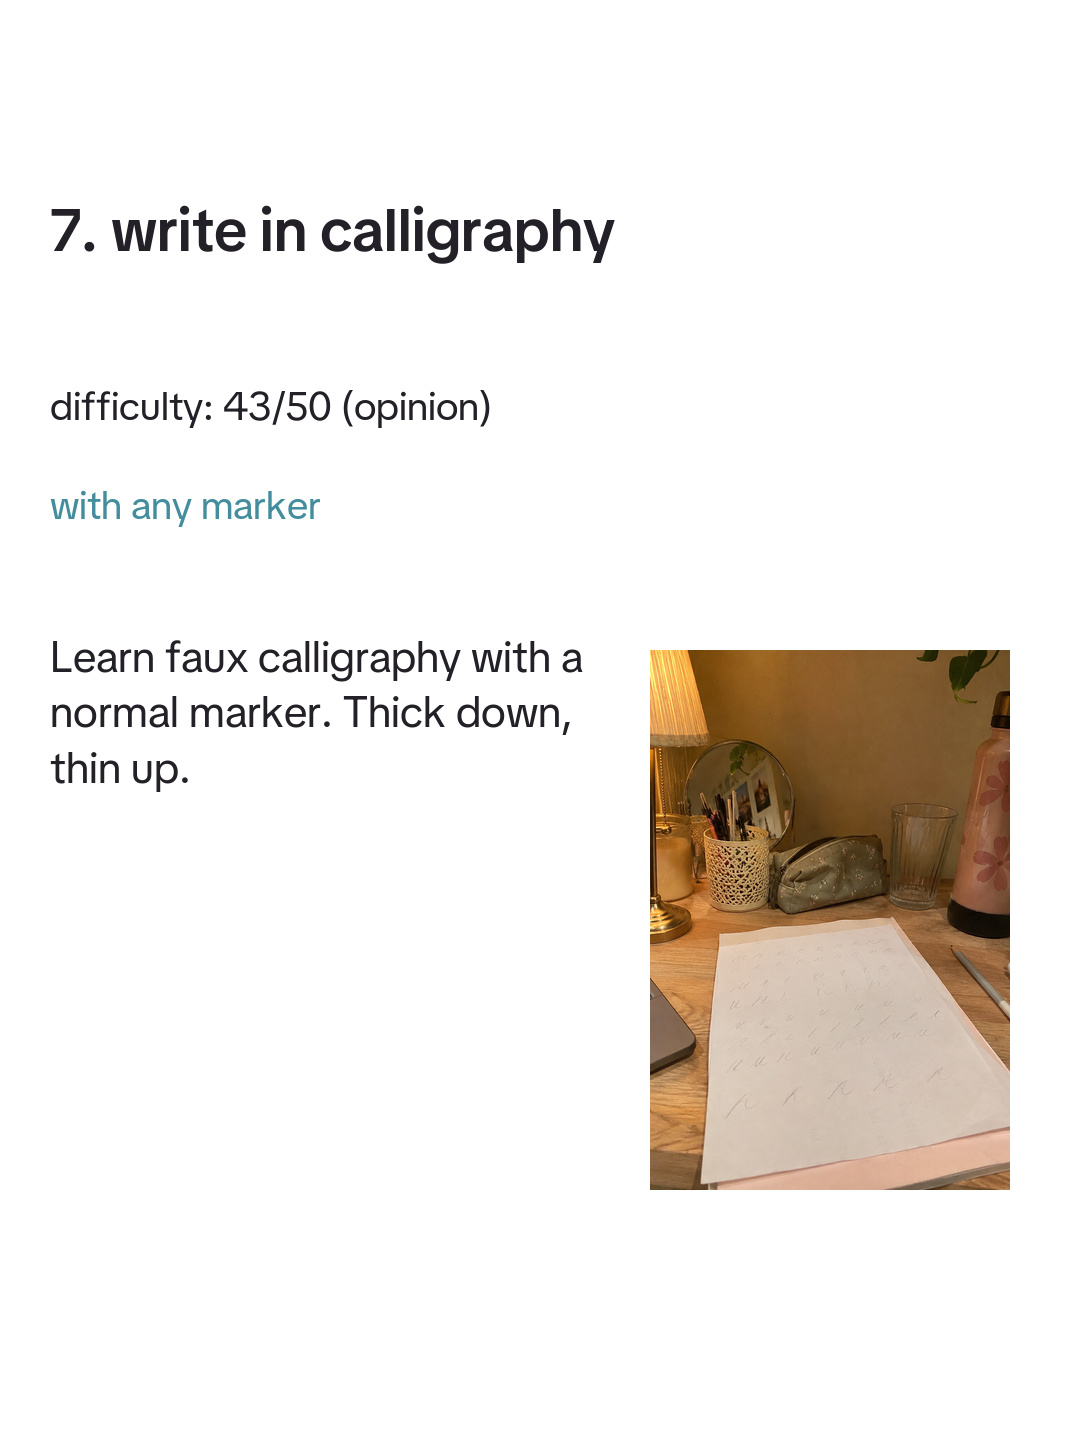 7. write in calligraphy
difficulty: 43/50 (opinion)
with any marker
Learn faux calligraphy with a
normal marker. Thick down,
thin up.